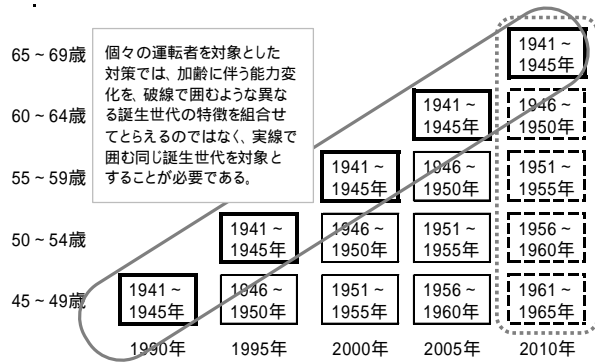 65～69歳
個々の運転者を対象とした
対策では、加齢に伴う能力変
化を、破線で囲むような異な
る誕生世代の特徴を組合せ
てとらえるのではなく、実線で
囲む同じ誕生世代を対象と
することが必要である。
1941～
1945年
60～64歳
1941～
1945年
1946～
1950年
55～59歳
1941～
1945年
1946～
1950年
1951～
1955年
50～54歳
1941～
1945年
1946～
1950年
1951～
1955年
1956～
1960年
45～49歳
1941～
1945年
1946～
1950年
1951～
1955年
1956～
1960年
1961～
1965年
1990年
1995年
2000年
2005年
2010年